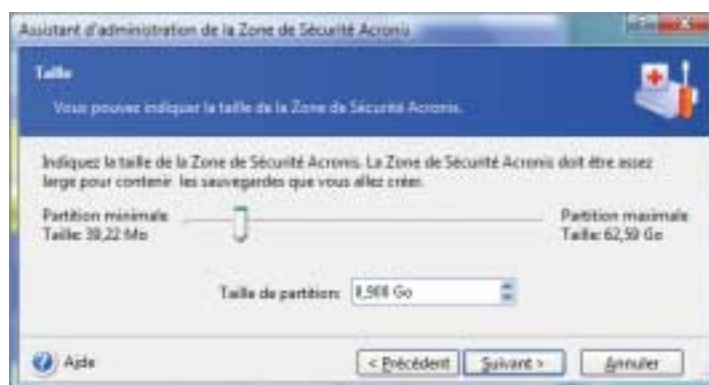 Assistant d'administration de la Zone de Sécurité Acronis
Taille
Vous pouvez indiquer la taille de la Zone de Sécurité Acronis.
Indiquez la taille de la Zone de Sécurité Acronis. La Zone de Sécurité Acronis doit être assez
large pour contenir les sauvegardes que vous allez créer.
Partition minimale
Taille: 39,22 Mo
Partition maximale
Taille: 62,59 Go
Taille de partition: Go
Aide
< Précédent
Suivant >
Annuler